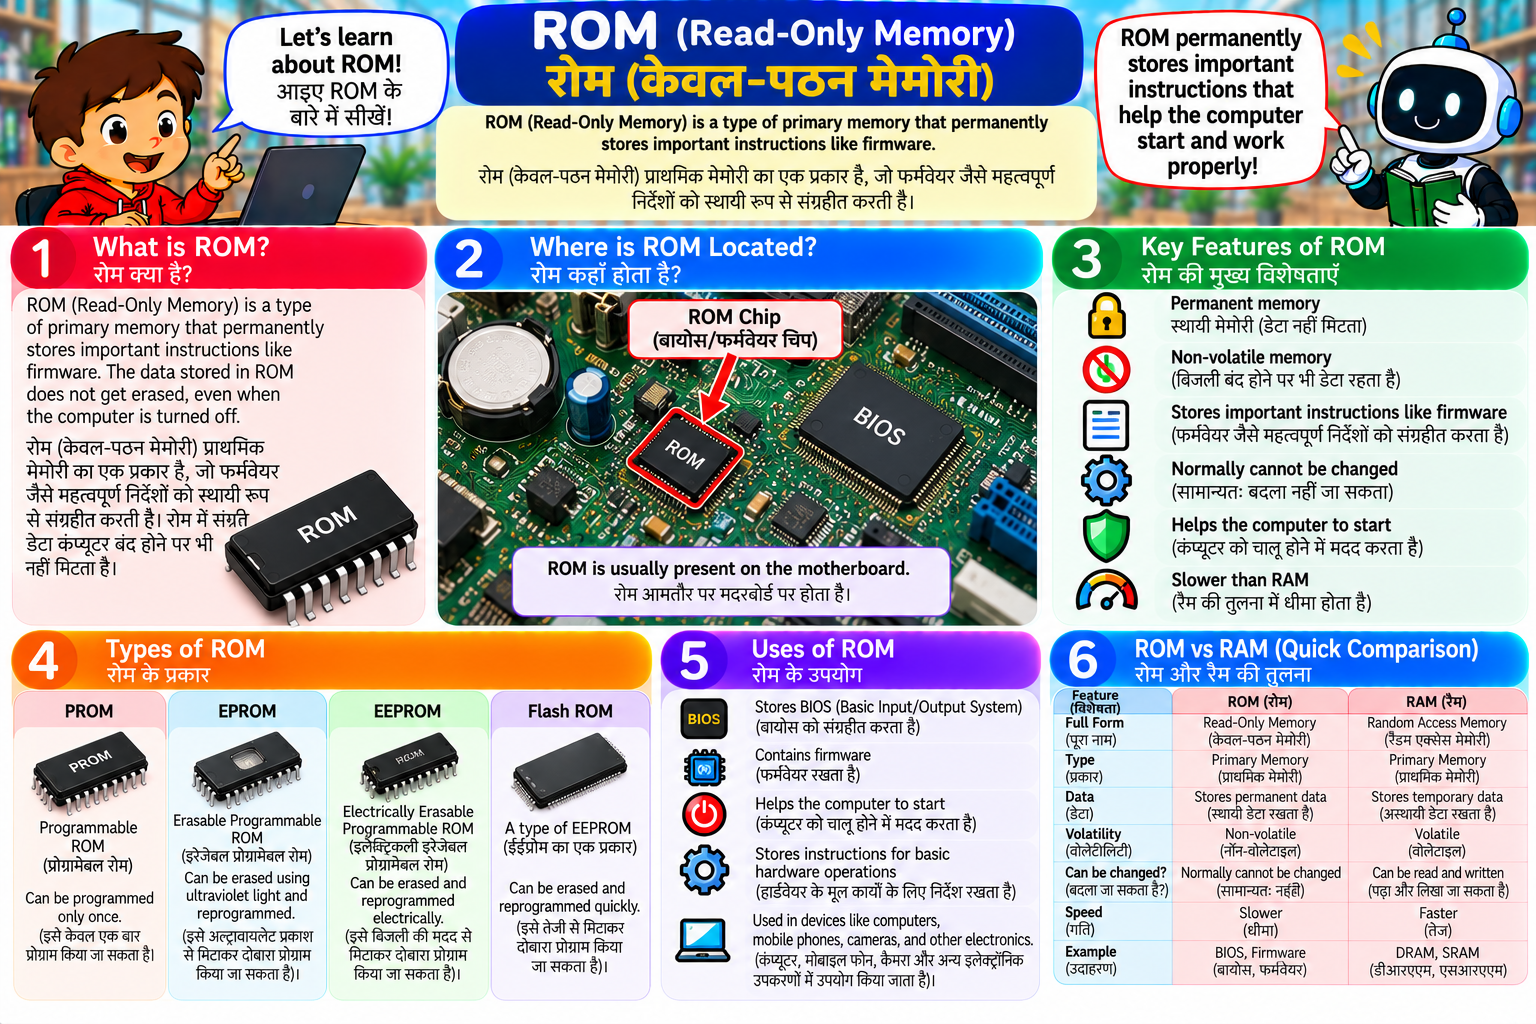 Let's learn
about ROM!
आइए ROM के
बारे में सीखें!
ROM (Read-Only Memory)
रोम (केवल-पठन मेमोरी)
ROM (Read-Only Memory) is a type of primary memory that permanently
stores important instructions like firmware.
रोम (केवल-पठन मेमोरी) प्राथमिक मेमोरी का एक प्रकार है, जो फर्मवेयर जैसे महत्वपूर्ण
निर्देशों को स्थायी रूप से संग्रहीत करती है।
ROM permanently
stores important
instructions that
help the computer
start and work
properly!
1 What is ROM?
रोम क्या है?
ROM (Read-Only Memory) is a type
of primary memory that permanently
stores important instructions like
firmware. The data stored in ROM
does not get erased, even when
the computer is turned off.
रोम (केवल-पठन मेमोरी) प्राथमिक
मेमोरी का एक प्रकार है, जो फर्मवेयर
जैसे महत्वपूर्ण निर्देशों को स्थायी रूप
से संग्रहीत करती है। रोम में
डेटा कंप्यूटर बंद होने पर भी
नहीं मिटता है।
ROM
2 Where is ROM Located?
रोम कहाँ होता है?
ROM Chip
(बायोस/फर्मवेयर चिप)
ROM
BIOS
ROM is usually present on the motherboard.
रोम आमतौर पर मदरबोर्ड पर होता है।
3 Key Features of ROM
रोम की मुख्य विशेषताएँ
Permanent memory
स्थायी मेमोरी (डेटा नहीं मिटता)
Non-volatile memory
(बिजली बंद होने पर भी डेटा रहता है)
Stores important instructions like firmware
(फर्मवेयर जैसे महत्वपूर्ण निर्देशों को संग्रहीत करता है)
Normally cannot be changed
(सामान्यतः बदला नहीं जा सकता)
Helps the computer to start
(कंप्यूटर को चालू होने में मदद करता है)
Slower than RAM
(रैम की तुलना में धीमा होता है)
4 Types of ROM
रोम के प्रकार
PROM
PROM
Programmable
ROM
(प्रोग्रामेबल रोम)
Can be programmed
only once.
(इसे केवल एक बार
प्रोग्राम किया जा सकता है)।
EPROM
Erasable Programmable
ROM
(इरेजेबल प्रोग्रामेबल रोम)
Can be erased using
ultraviolet light and
reprogrammed.
(इसे अल्ट्रावायलेट प्रकाश
से मिटाकर दोबारा प्रोग्राम
किया जा सकता है)।
EEPROM
Electrically Erasable
Programmable ROM
(इलेक्ट्रिकली इरेजेबल
प्रोग्रामेबल रोम)
Can be erased and
reprogrammed
electrically.
(इसे बिजली की मदद से
मिटाकर दोबारा प्रोग्राम
किया जा सकता है)।
Flash ROM
A type of EEPROM
(ईईप्रोम का एक प्रकार)
Can be erased and
reprogrammed quickly.
(इसे तेजी से मिटाकर
दोबारा प्रोग्राम किया
जा सकता है)।
5 Uses of ROM
रोम के उपयोग
BIOS
Stores BIOS (Basic Input/Output System)
(बायोस को संग्रहीत करता है)
Contains firmware
(फर्मवेयर रखता है)
Helps the computer to start
(कंप्यूटर को चालू होने में मदद करता है)
Stores instructions for basic
hardware operations
(हार्डवेयर के मूल कार्यों के लिए निर्देश रखता है)
Used in devices like computers,
mobile phones, cameras, and other electronics.
(कंप्यूटर, मोबाइल फोन, कैमरा और अन्य इलेक्ट्रॉनिक
उपकरणों में उपयोग किया जाता है)।
6 ROM vs RAM (Quick Comparison)
रोम और रैम की तुलना
Feature (विशेषता) ROM (रोम) RAM (रैम)
Full Form Read-Only Memory Random Access Memory
(पूरा नाम) (केवल-पठन मेमोरी) (रैंडम एक्सेस मेमोरी)
Type Primary Memory Primary Memory
(प्रकार) (प्राथमिक मेमोरी) (प्राथमिक मेमोरी)
Data Stores permanent data Stores temporary data
(डेटा) (स्थायी डेटा रखता है) (अस्थायी डेटा रखता है)
Volatility Non-volatile Volatile
(वोलेटीलिटी) (नॉन-वोलेटाइल) (वोलेटाइल)
Can be changed? Normally cannot be changed Can be read and written
(बदला जा सकता है?) (सामान्यतः नहीं) (पढ़ा और लिखा जा सकता है)
Speed Slower Faster
(गति) (धीमा) (तेज)
Example BIOS, Firmware DRAM, SRAM
(उदाहरण) (बायोस, फर्मवेयर) (डीआरएएम, एसआरएएम)